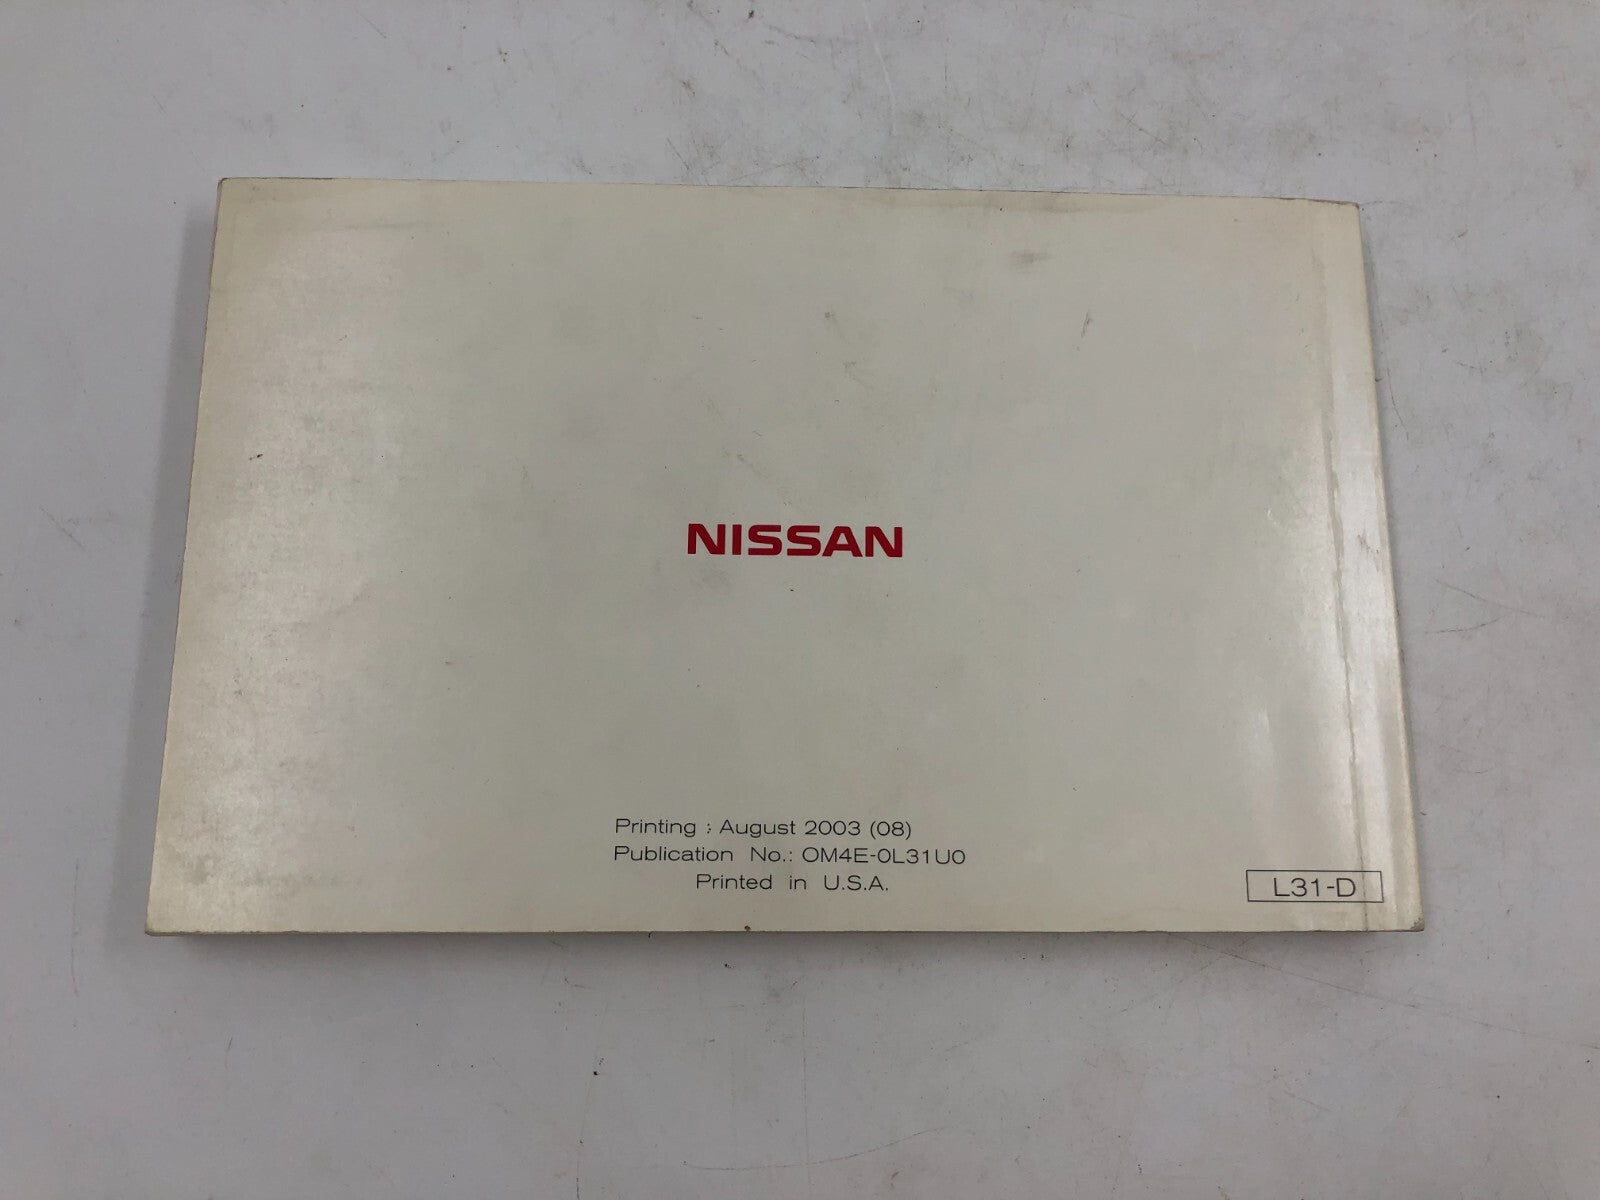 NISSAN
Printing : August 2003 (08)
Publication No.: OM4E-0L31U0
Printed in U.S.A.
L31-D